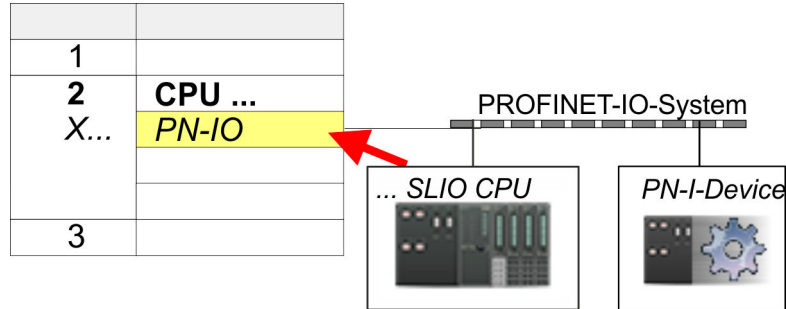 1
2 CPU ...
X... PN-IO
3
PROFINET-IO-System
... SLIO CPU
PN-I-Device